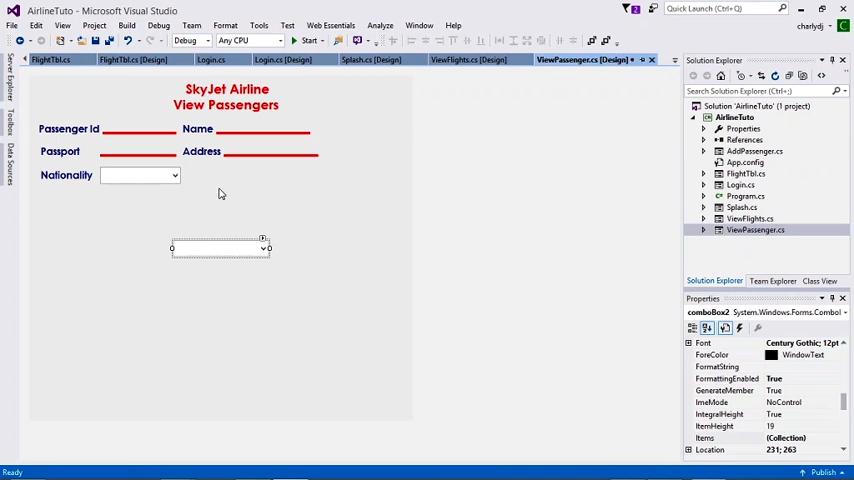 AirlineTuto - Microsoft Visual Studio
Quick Launch (Ctrl+Q)
File Edit View Project Build Debug Team Format Tools Test Web Essentials Analyze Window Help
charlydj
Debug Any CPU Start
FlightTbl.cs FlightTbl.cs [Design] Login.cs Login.cs [Design] Splash.cs [Design] ViewFlights.cs [Design] ViewPassenger.cs [Design]
Server Explorer
Toolbox
Data Sources
SkyJet Airline
View Passengers
Passenger Id Name
Passport Address
Nationality
Solution Explorer
Search Solution Explorer (Ctrl+;)
Solution 'AirlineTuto' (1 project)
AirlineTuto
Properties
References
AddPassenger.cs
App.config
FlightTbl.cs
Login.cs
Program.cs
Splash.cs
ViewFlights.cs
ViewPassenger.cs
Solution Explorer Team Explorer Class View
Properties
comboBox2 System.Windows.Forms.Combol
Font Century Gothic; 12pt
ForeColor WindowText
FormatString
FormattingEnabled True
GenerateMember True
ImeMode NoControl
IntegralHeight True
ItemHeight 19
Items (Collection)
Location 231; 263
Ready Publish